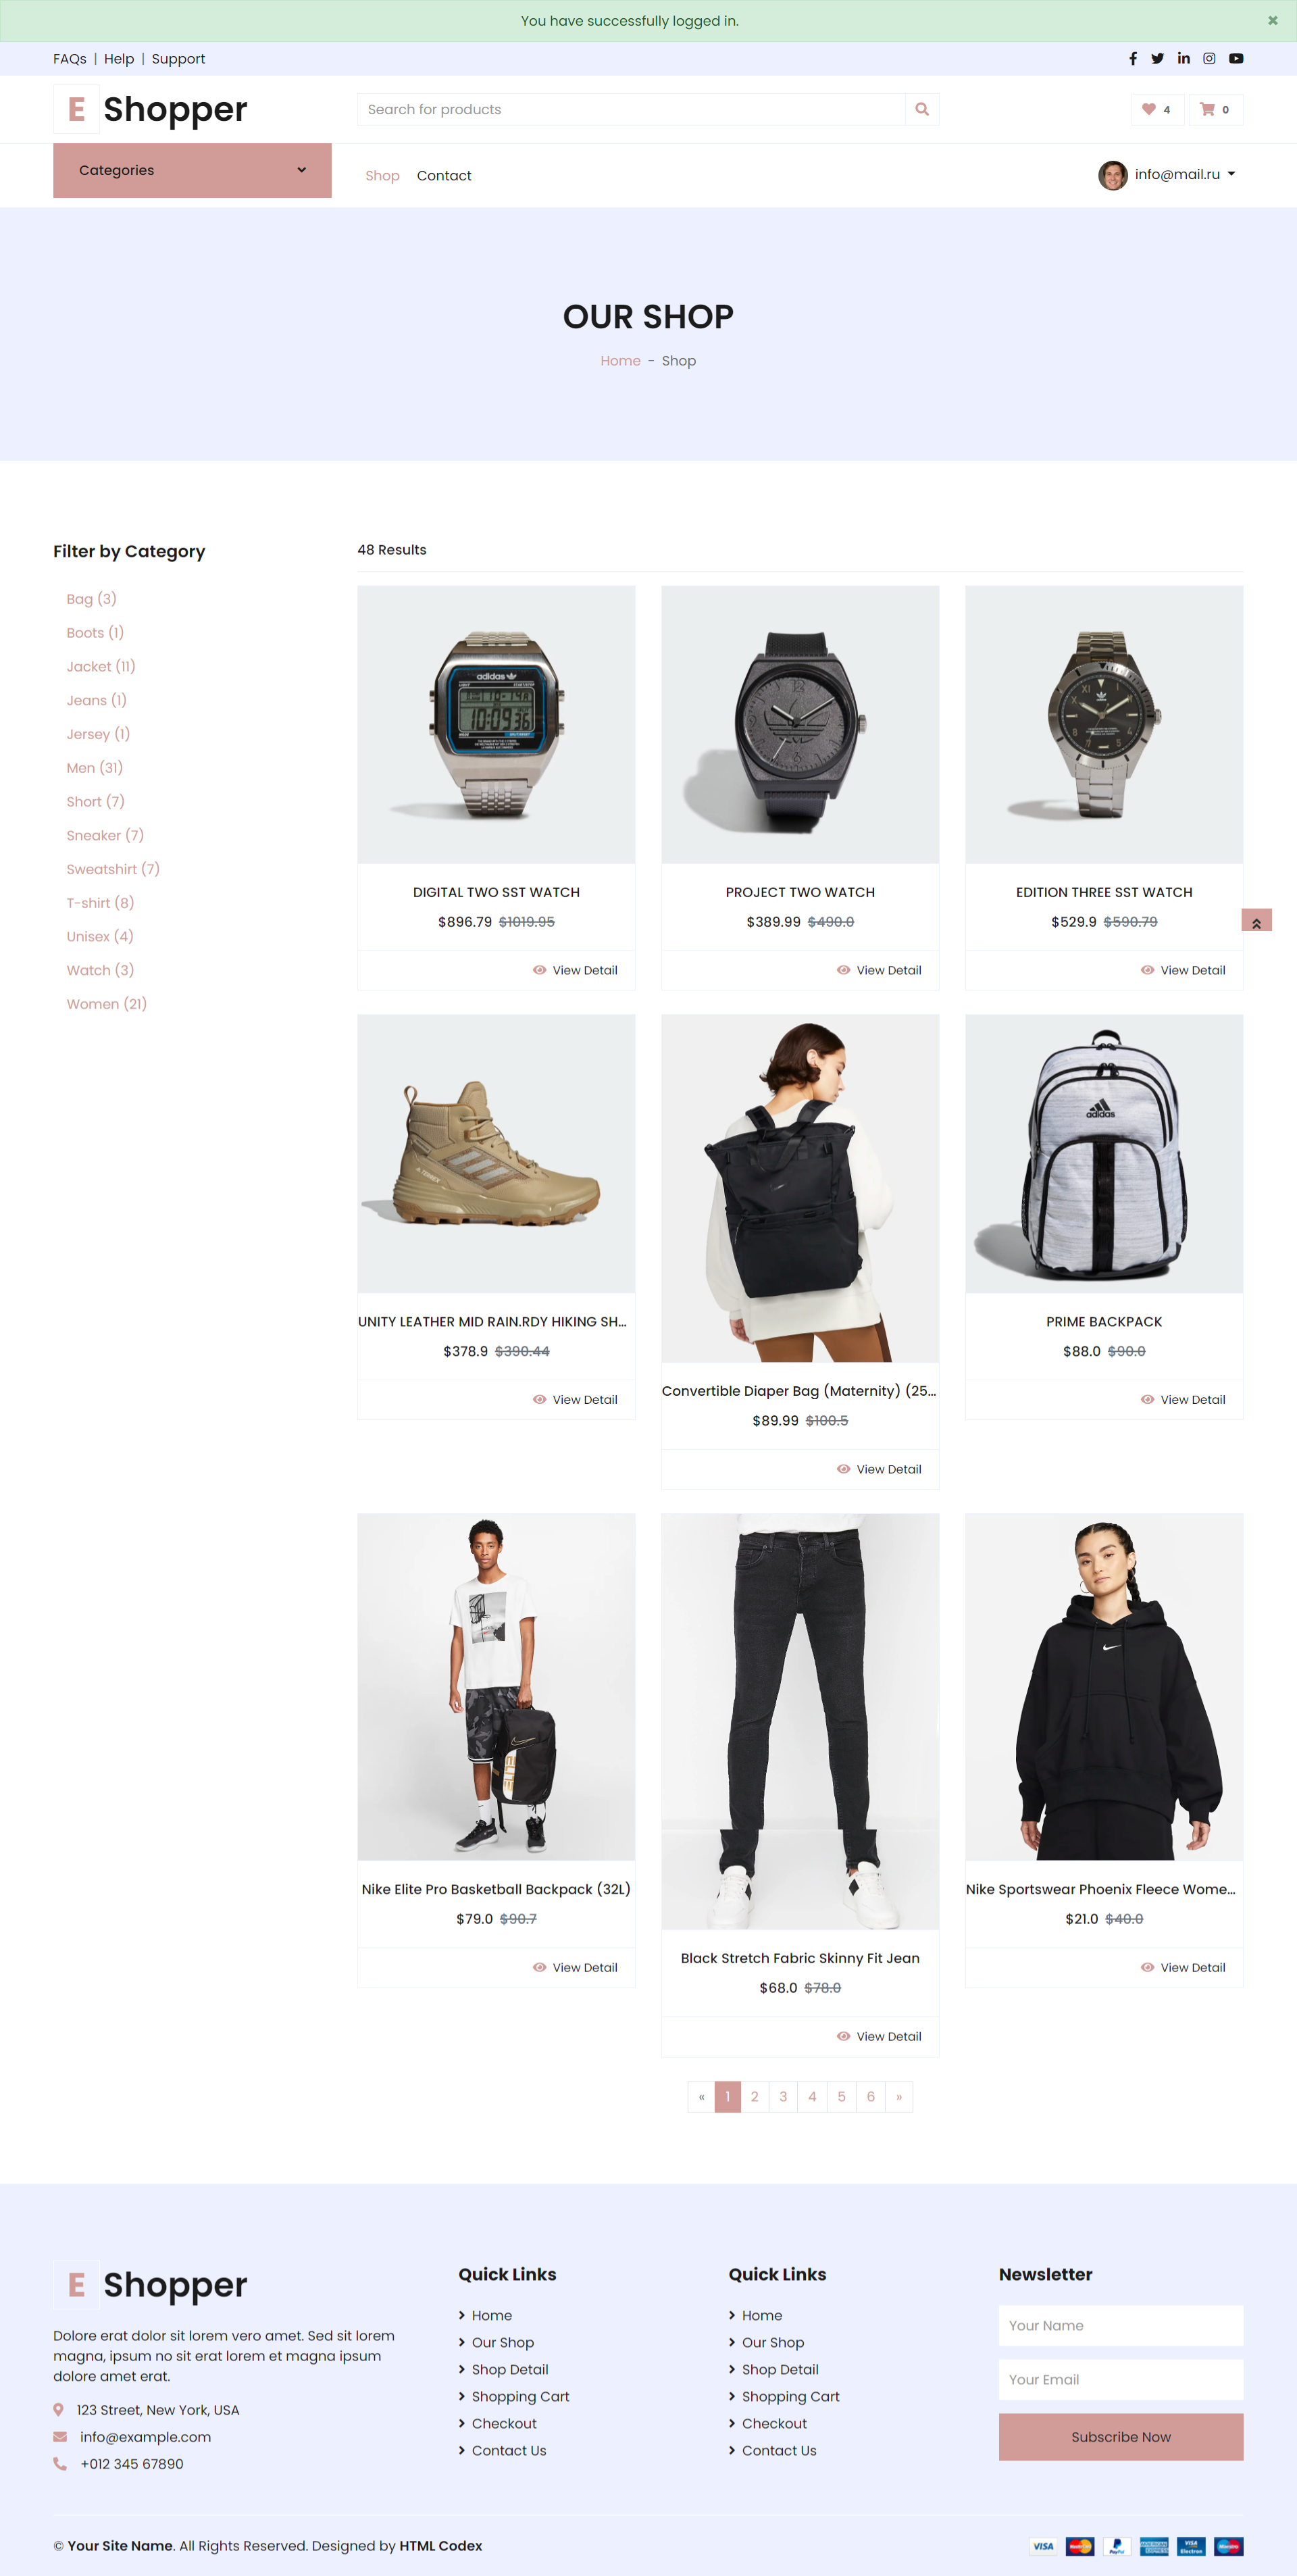 You have successfully logged in.
×
FAQs | Help | Support
E Shopper
Search for products
4
0
Categories
Shop
Contact
info@mail.ru
OUR SHOP
Home - Shop
Filter by Category
Bag (3)
Boots (1)
Jacket (11)
Jeans (1)
Jersey (1)
Men (31)
Short (7)
Sneaker (7)
Sweatshirt (7)
T-shirt (8)
Unisex (4)
Watch (3)
Women (21)
48 Results
adidas
DIGITAL TWO SST WATCH
$896.79 $1019.95
View Detail
PROJECT TWO WATCH
$389.99 $490.0
View Detail
EDITION THREE SST WATCH
$529.9 $590.79
View Detail
UNITY LEATHER MID RAIN.RDY HIKING SH...
$378.9 $390.44
View Detail
Convertible Diaper Bag (Maternity) (25...
$89.99 $100.5
View Detail
adidas
PRIME BACKPACK
$88.0 $90.0
View Detail
ELITE
Nike Elite Pro Basketball Backpack (32L)
$79.0 $90.7
View Detail
Black Stretch Fabric Skinny Fit Jean
$68.0 $78.0
View Detail
Nike Sportswear Phoenix Fleece Wome...
$21.0 $40.0
View Detail
« 1 2 3 4 5 6 »
E Shopper
Dolore erat dolor sit lorem vero amet. Sed sit lorem
magna, ipsum no sit erat lorem et magna ipsum
dolore amet erat.
123 Street, New York, USA
info@example.com
+012 345 67890
Quick Links
Home
Our Shop
Shop Detail
Shopping Cart
Checkout
Contact Us
Quick Links
Home
Our Shop
Shop Detail
Shopping Cart
Checkout
Contact Us
Newsletter
Your Name
Your Email
Subscribe Now
© Your Site Name. All Rights Reserved. Designed by HTML Codex
VISA
MasterCard
PayPal
AMERICAN EXPRESS
VISA Electron
Maestro